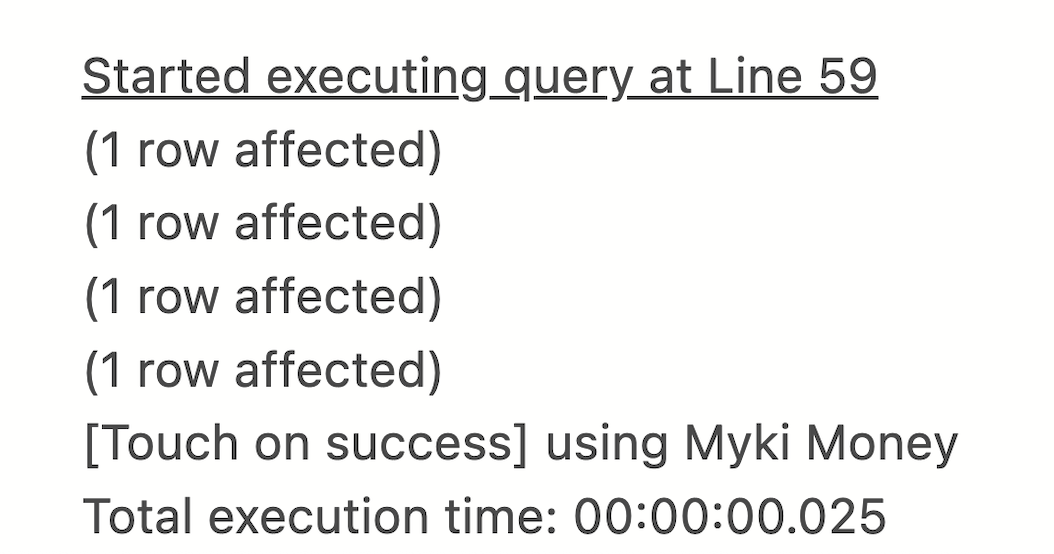 Started executing query at Line 59
(1 row affected)
(1 row affected)
(1 row affected)
(1 row affected)
[Touch on success] using Myki Money
Total execution time: 00:00:00.025